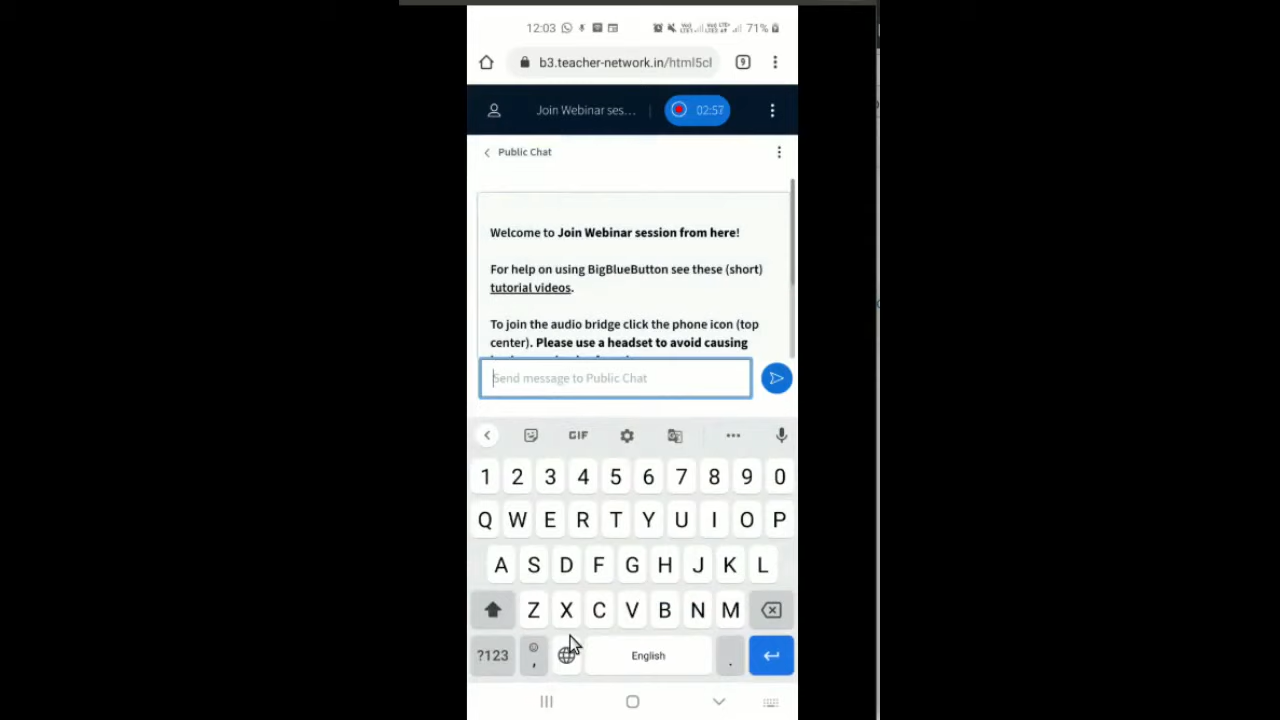 12:03 71%
b3.teacher-network.in/html5cl 9
Join Webinar ses... 02:57
Public Chat
Welcome to Join Webinar session from here!
For help on using BigBlueButton see these (short)
tutorial videos.
To join the audio bridge click the phone icon (top
center). Please use a headset to avoid causing
Send message to Public Chat
GIF
1 2 3 4 5 6 7 8 9 0
Q W E R T Y U I O P
A S D F G H J K L
Z X C V B N M
?123 , English .